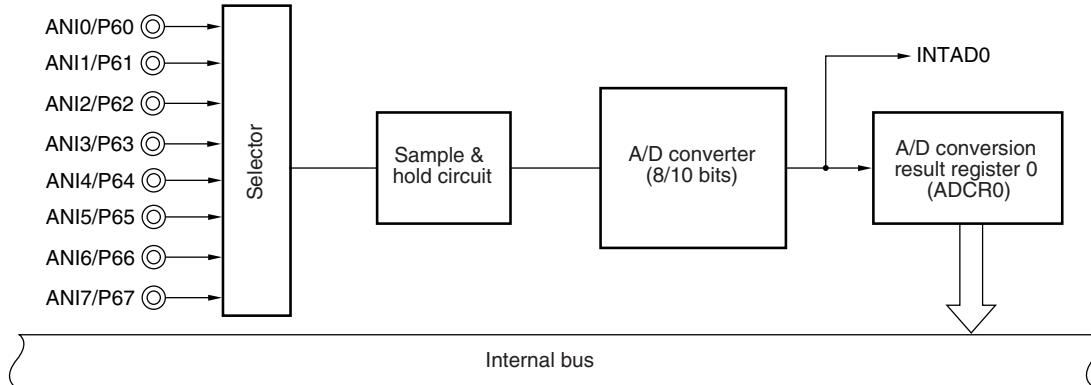 ANI0/P60
ANI1/P61
ANI2/P62
ANI3/P63
ANI4/P64
ANI5/P65
ANI6/P66
ANI7/P67
Selector
Sample &
hold circuit
A/D converter
(8/10 bits)
INTAD0
A/D conversion
result register 0
(ADCR0)
Internal bus